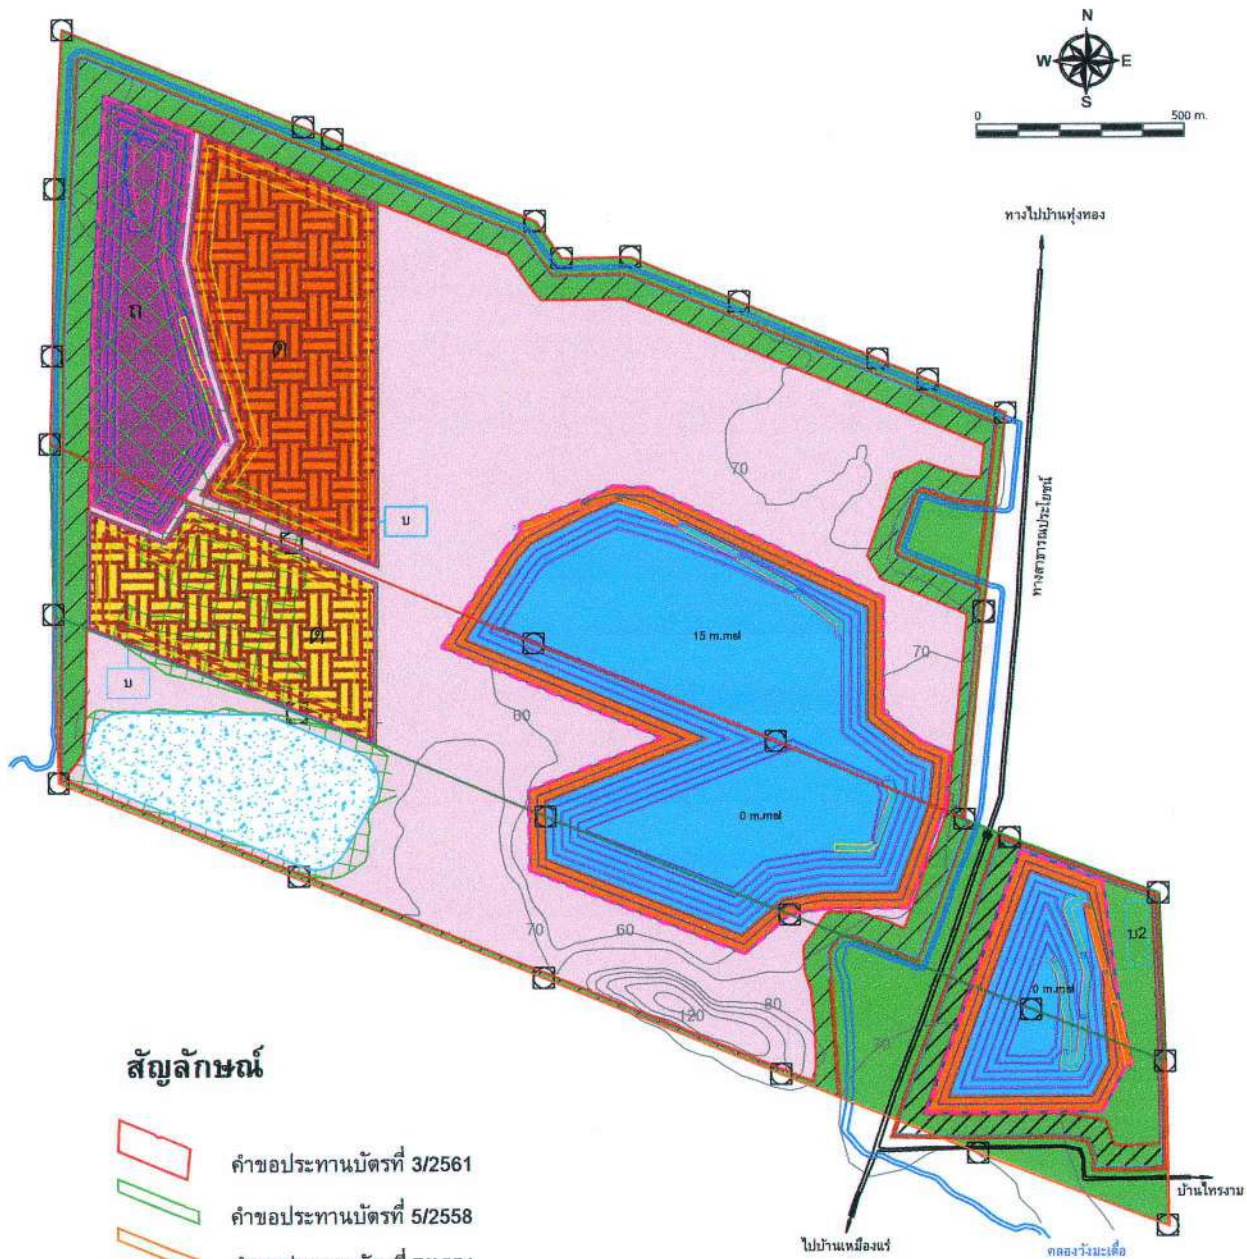 N
W E
S
0 500 m.
ทางไปบ้านทุ่งทอง
ทางสาธารณประโยชน์
ถ
ต
70
บ
15 m.msl
70
ต
บ
60
0 m.msl
70
60
บ2
0 m.msl
80
120
70
สัญลักษณ์
คำขอประทานบัตรที่ 3/2561
คำขอประทานบัตรที่ 5/2558
บ้านไทรงาม
ไปบ้านเหมืองแร่
คลองวังมะเดื่อ